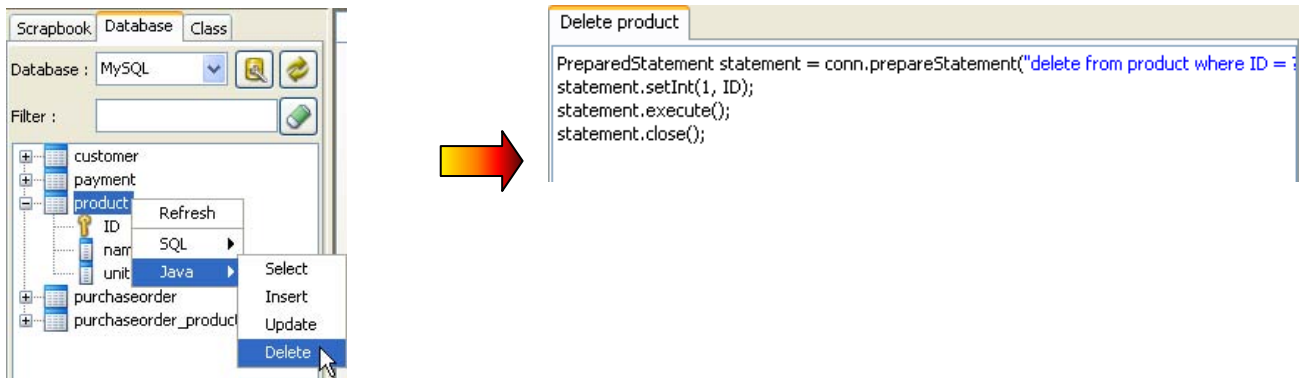 Scrapbook Database Class
Database : MySQL
Filter :
customer
payment
product
Refresh
ID
SQL
Java
Select
Insert
Update
Delete
purchaseorder
purchaseorder_product
Delete product
PreparedStatement statement = conn.prepareStatement("delete from product where ID = ?
statement.setInt(1, ID);
statement.execute();
statement.close();